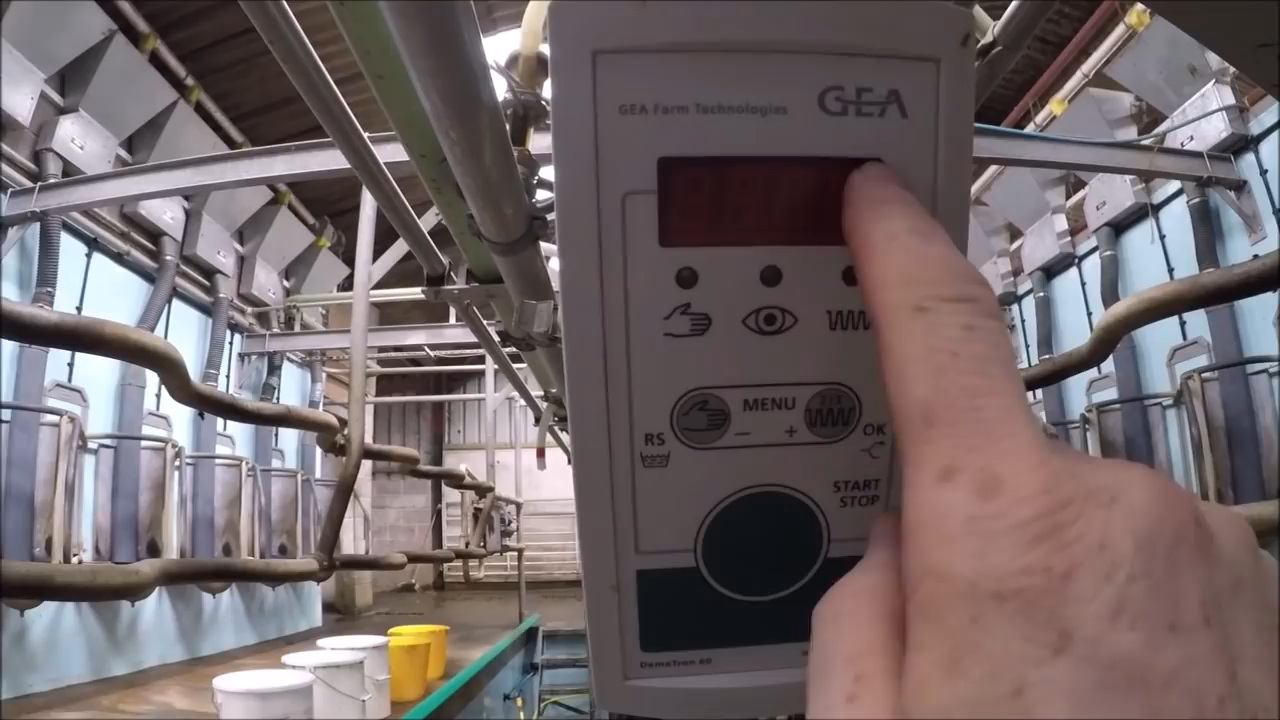 GEA Farm Technologies
GEA
MENU
RS
−
+
OK
START
STOP
DemaTron 60